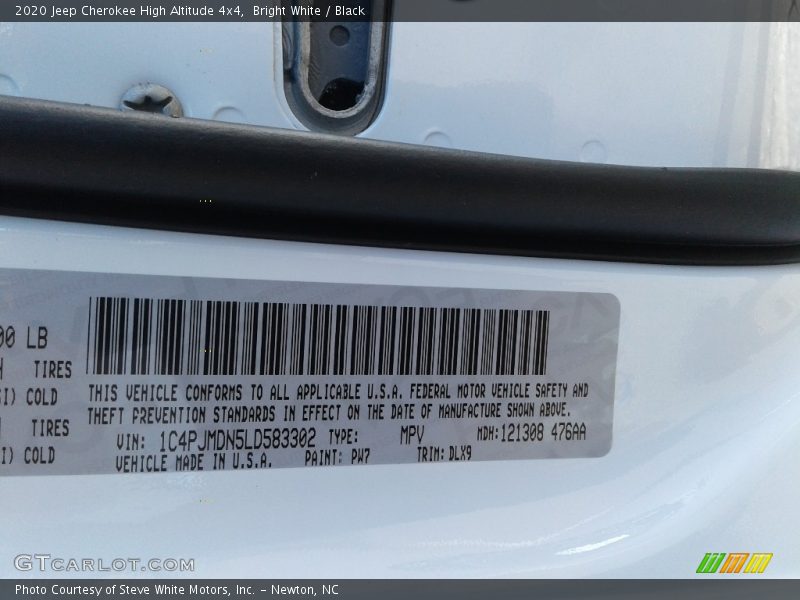 2020 Jeep Cherokee High Altitude 4x4, Bright White / Black
00 LB
TIRES
SI) COLD
TIRES
I) COLD
THIS VEHICLE CONFORMS TO ALL APPLICABLE U.S.A. FEDERAL MOTOR VEHICLE SAFETY AND
THEFT PREVENTION STANDARDS IN EFFECT ON THE DATE OF MANUFACTURE SHOWN ABOVE.
VIN: 1C4PJMDN5LD583302 TYPE: MPV MDH:121308 476AA
VEHICLE MADE IN U.S.A. PAINT: PW7 TRIM: DLX9
GTCARLOT.COM
Photo Courtesy of Steve White Motors, Inc. – Newton, NC